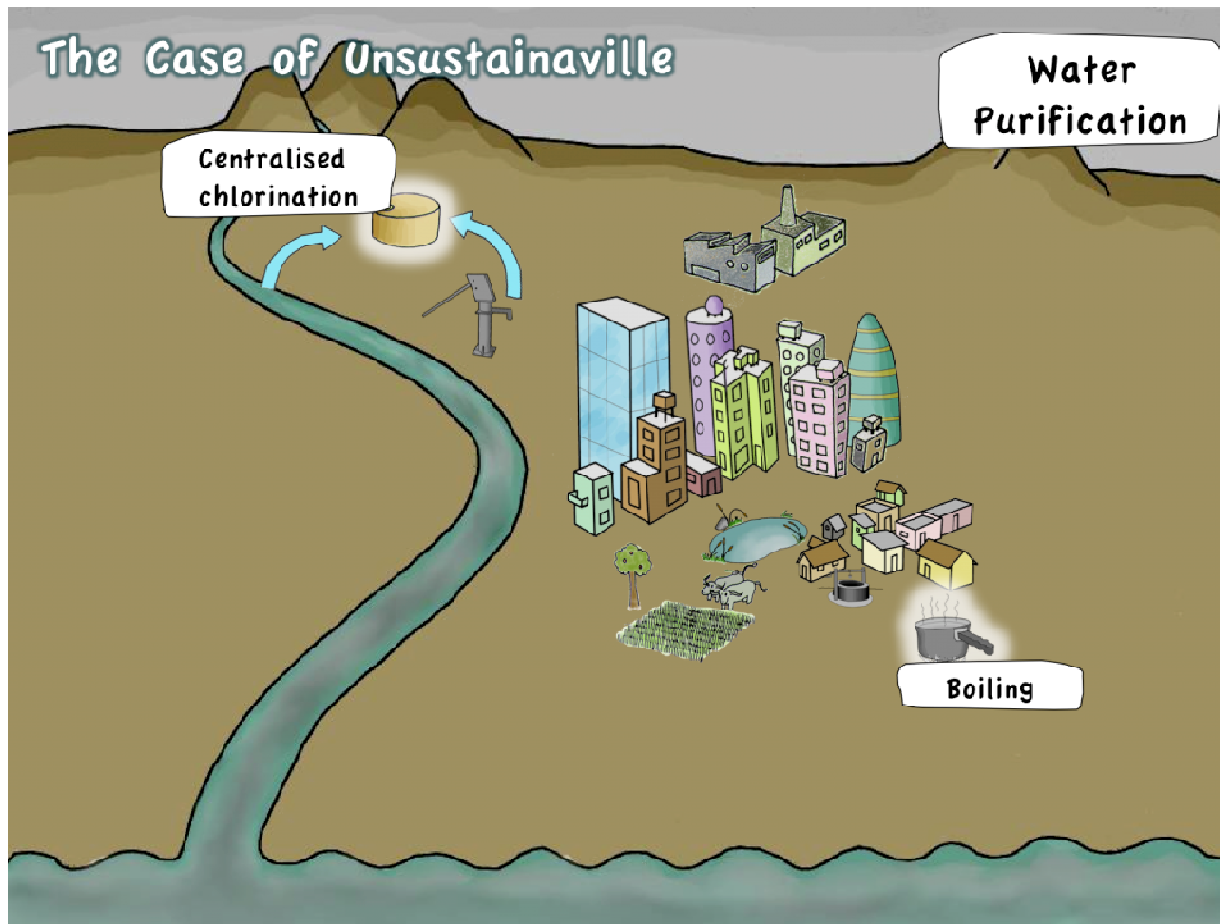 The Case of Unsustainaville
Water
Purification
Centralised
chlorination
Boiling